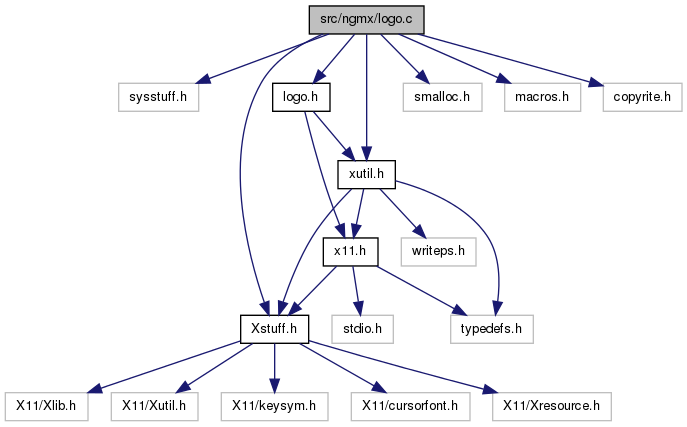 src/ngmx/logo.c
sysstuff.h
logo.h
smalloc.h
macros.h
copyrite.h
xutil.h
x11.h
writeps.h
Xstuff.h
stdio.h
typedefs.h
X11/Xlib.h
X11/Xutil.h
X11/keysym.h
X11/cursorfont.h
X11/Xresource.h